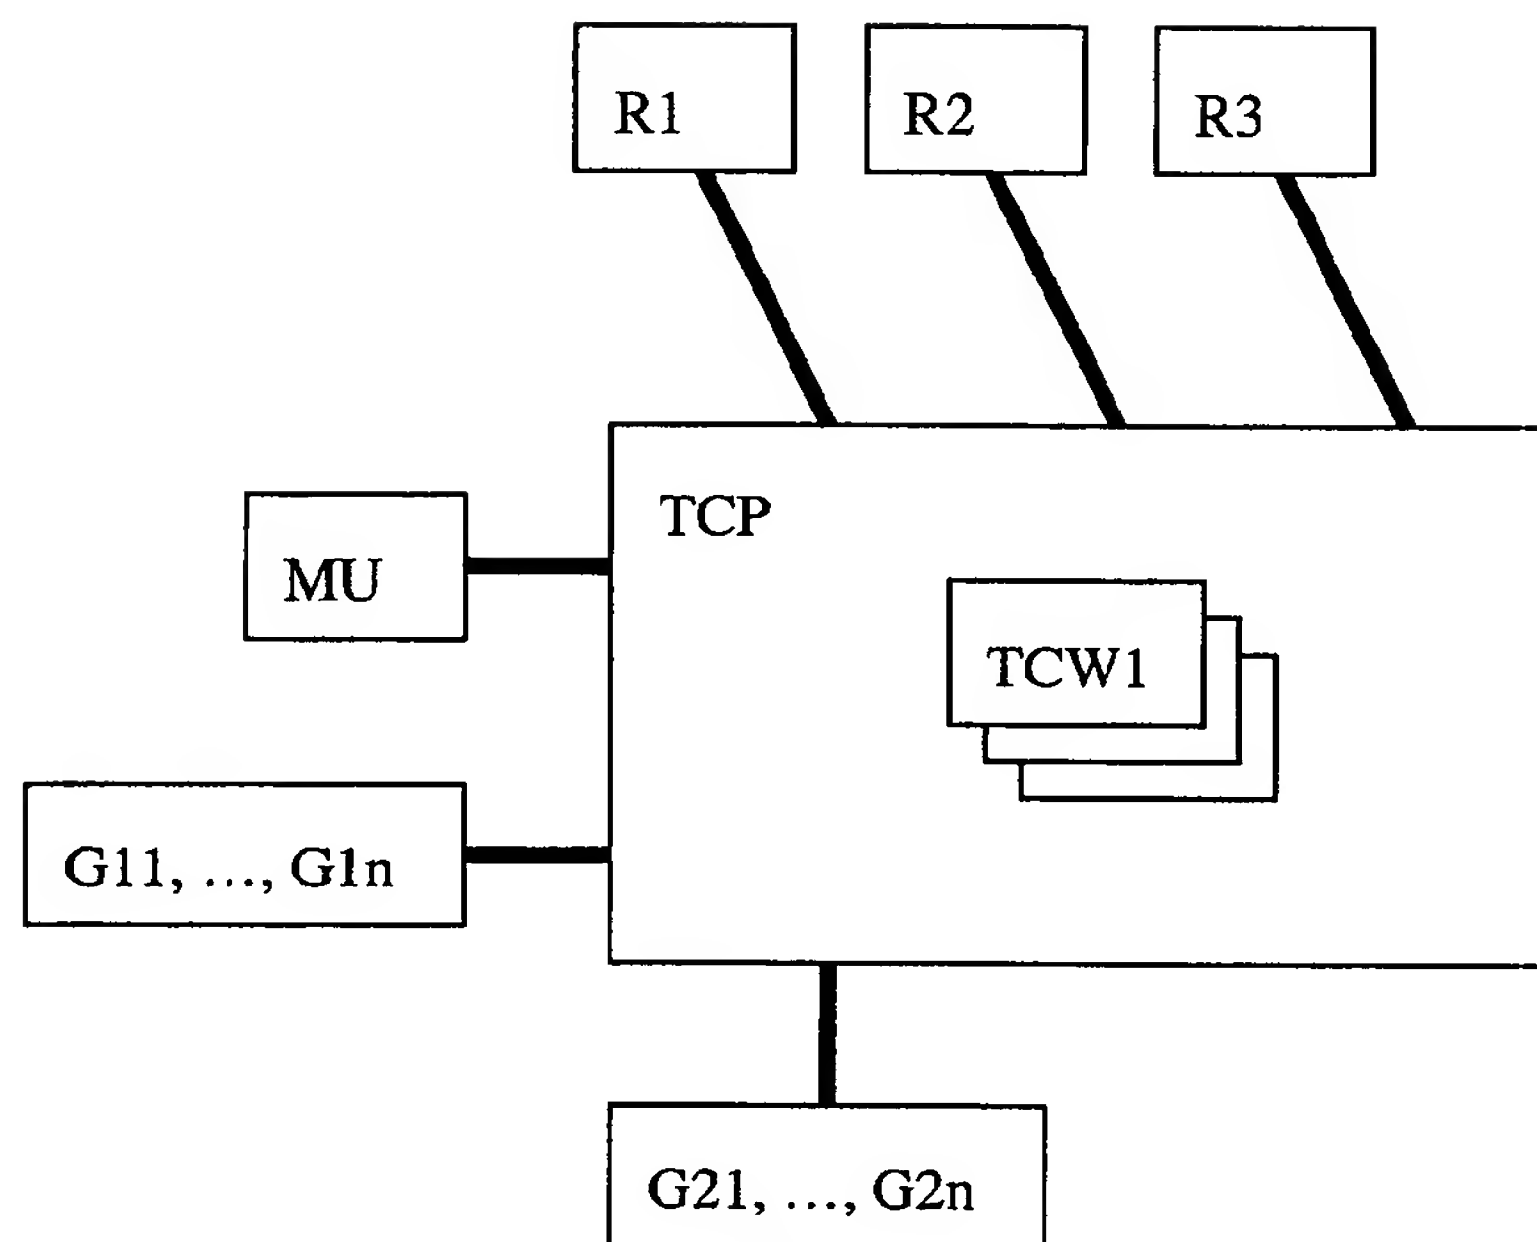 R1
R2
R3
TCP
MU
TCW1
G11, ..., G1n
G21, ..., G2n